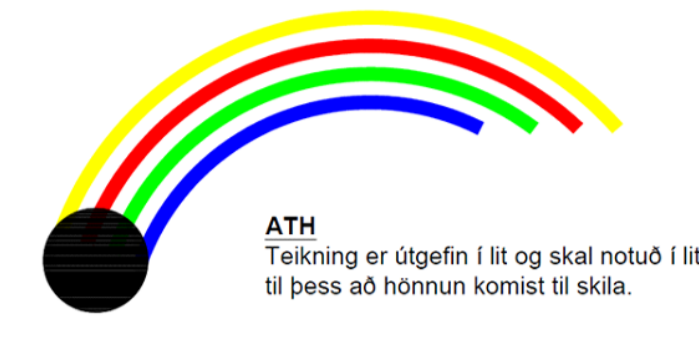 ATH
Teikning er útgefin í lit og skal notuð í lit
til þess að hönnun komist til skila.